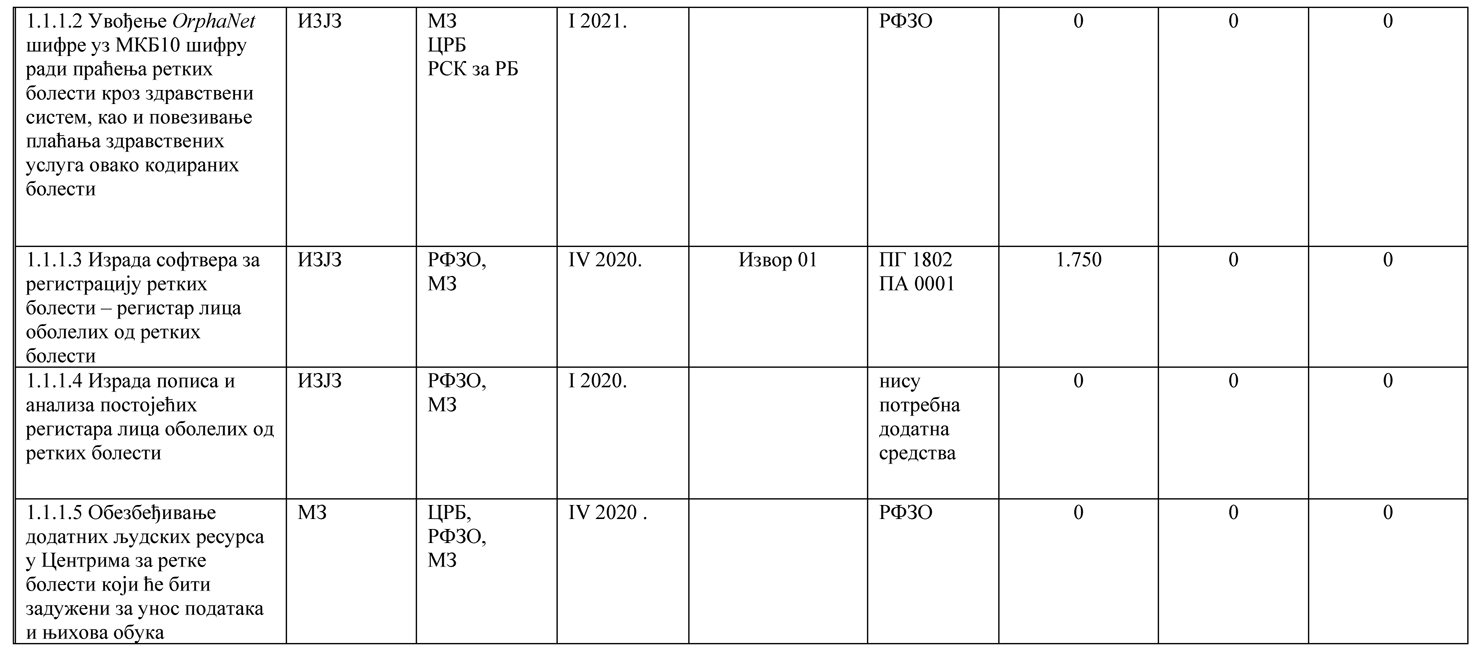 1.1.1.2 Увођење OrphaNet шифре уз МКБ10 шифру ради праћења ретких болести кроз здравствени систем, као и повезивање плаћања здравствених услуга овако кодираних болести
ИЗЈЗ
МЗ
ЦРБ
РСК за РБ
I 2021.
РФЗО
0
0
0
1.1.1.3 Израда софтвера за регистрацију ретких болести – регистар лица оболелих од ретких болести
ИЗЈЗ
РФЗО,
МЗ
IV 2020.
Извор 01
ПГ 1802
ПА 0001
1.750
0
0
1.1.1.4 Израда пописа и анализа постојећих регистара лица оболелих од ретких болести
ИЗЈЗ
РФЗО,
МЗ
I 2020.
нису
потребна
додатна
средства
0
0
0
1.1.1.5 Обезбеђивање додатних људских ресурса у Центрима за ретке болести који ће бити задужени за унос података и њихова обука
МЗ
ЦРБ,
РФЗО,
МЗ
IV 2020 .
РФЗО
0
0
0